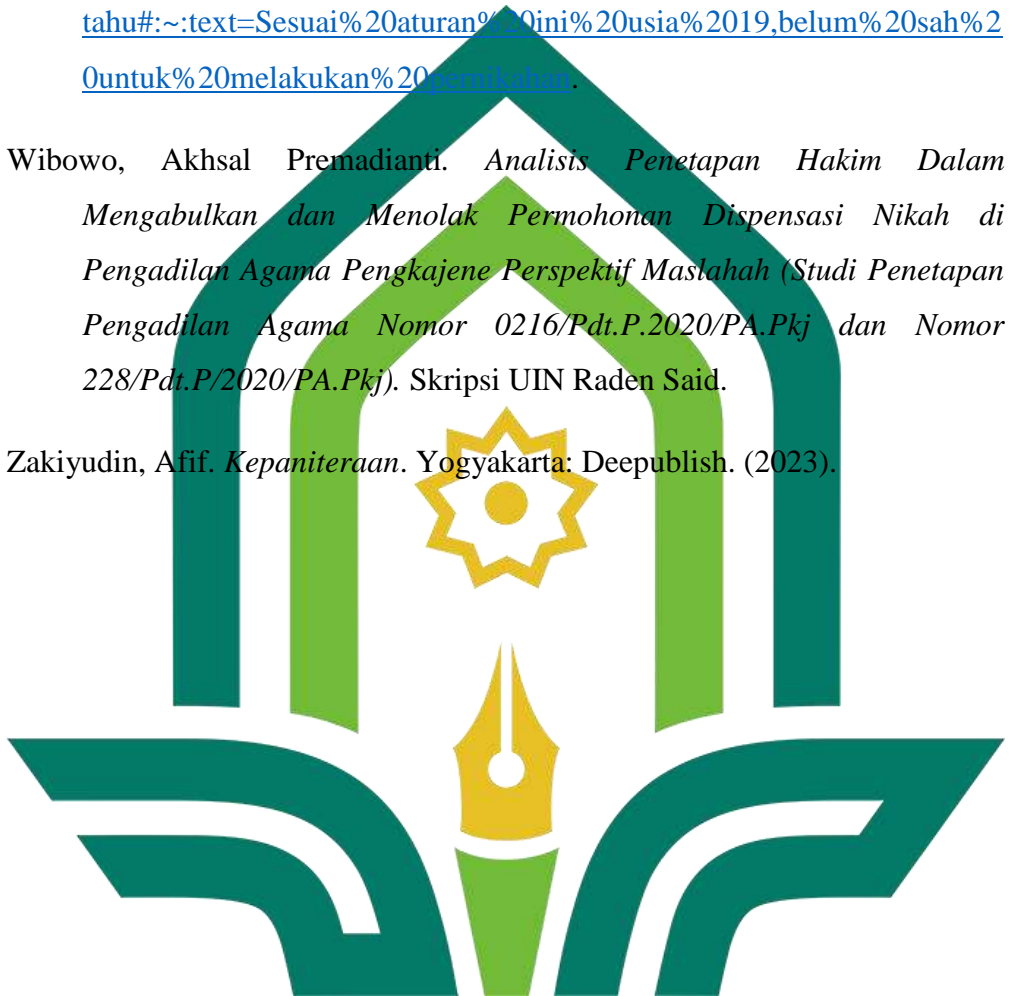 tahu#:~:text=Sesuai%20aturan%20ini%20usia%2019,belum%20sah%2
0untuk%20melakukan%20pernikahan.
Wibowo, Akhsal Premadianti. Analisis Penetapan Hakim Dalam
Mengabulkan dan Menolak Permohonan Dispensasi Nikah di
Pengadilan Agama Pengkajene Perspektif Maslahah (Studi Penetapan
Pengadilan Agama Nomor 0216/Pdt.P.2020/PA.Pkj dan Nomor
228/Pdt.P/2020/PA.Pkj). Skripsi UIN Raden Said.
Zakiyudin, Afif. Kepaniteraan. Yogyakarta: Deepublish. (2023).